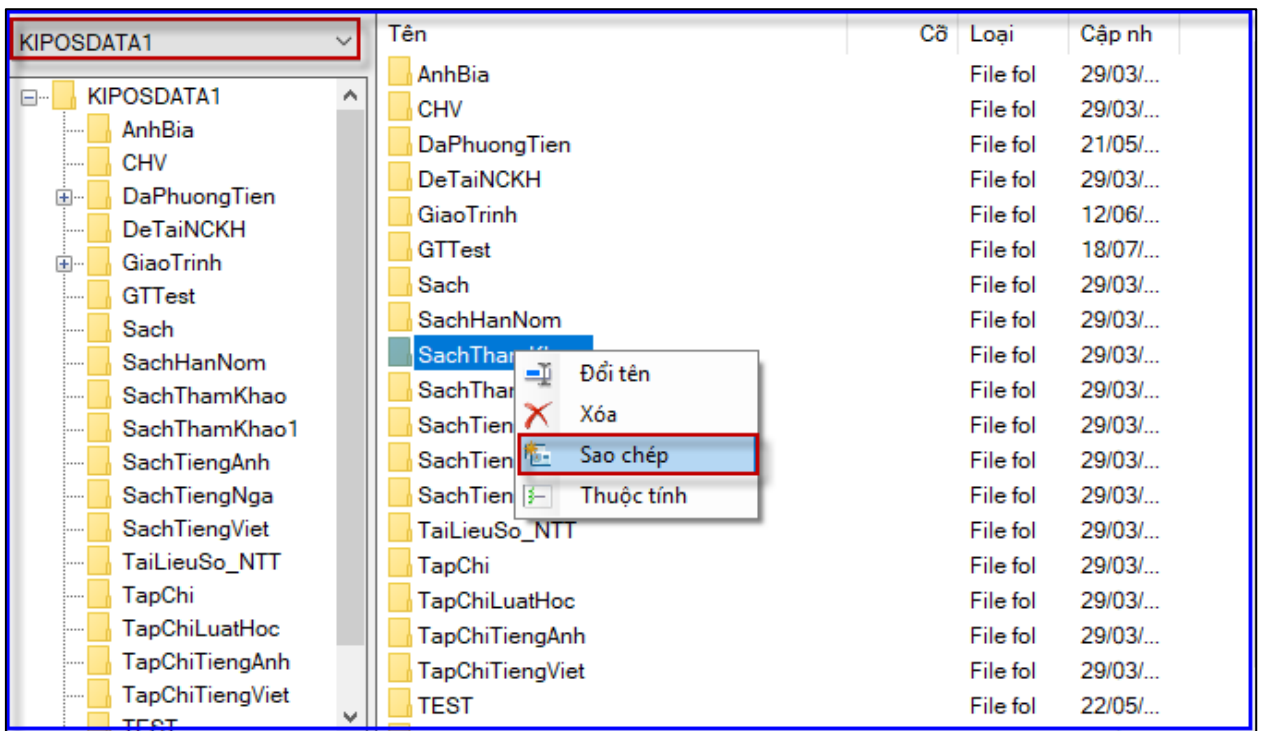 KIPOSDATA1
KIPOSDATA1
AnhBia
CHV
DaPhuongTien
DeTaiNCKH
GiaoTrinh
GTTest
Sach
SachHanNom
SachThamKhao
SachThamKhao1
SachTiengAnh
SachTiengNga
SachTiengViet
TaiLieuSo_NTT
TapChi
TapChiLuatHoc
TapChiTiengAnh
TapChiTiengViet
TEST
Tên Cỡ Loại Cập nh
AnhBia File fol 29/03/...
CHV File fol 29/03/...
DaPhuongTien File fol 21/05/...
DeTaiNCKH File fol 29/03/...
GiaoTrinh File fol 12/06/...
GTTest File fol 18/07/...
Sach File fol 29/03/...
SachHanNom File fol 29/03/...
File fol 29/03/...
SachThar File fol 29/03/...
SachTien File fol 29/03/...
SachTien File fol 29/03/...
SachTien File fol 29/03/...
TaiLieuSo_NTT File fol 29/03/...
TapChi File fol 29/03/...
TapChiLuatHoc File fol 29/03/...
TapChiTiengAnh File fol 29/03/...
TapChiTiengViet File fol 29/03/...
TEST File fol 22/05/...
Đổi tên
Xóa
Sao chép
Thuộc tính